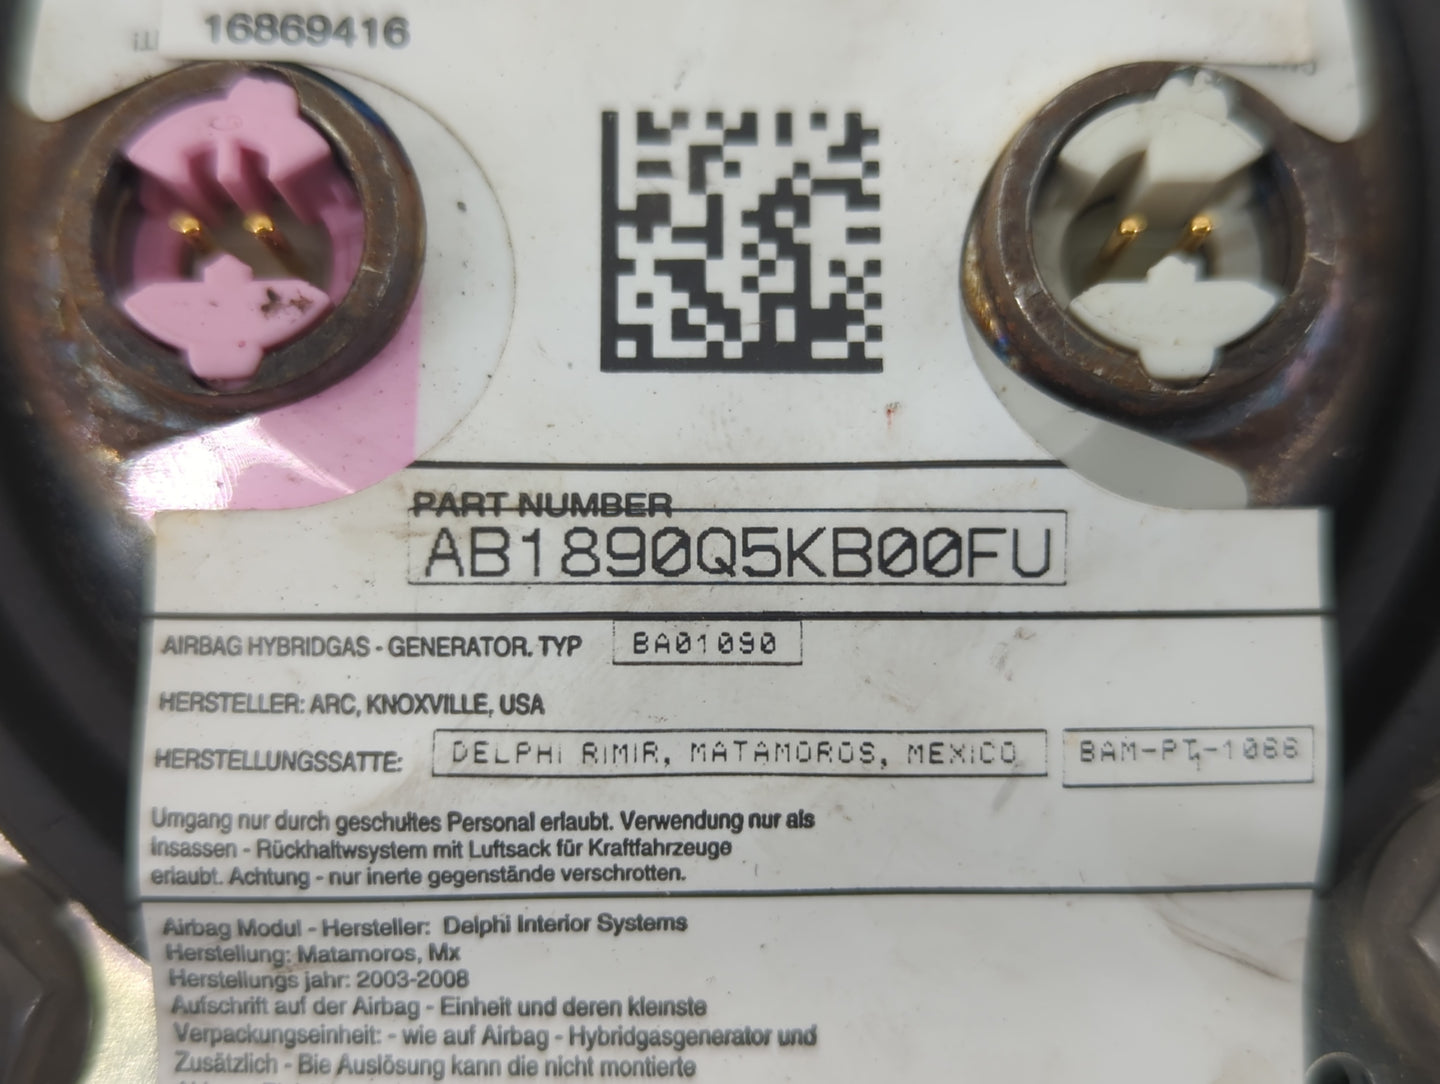 16869416
PART NUMBER
AB1890Q5KB00FU
AIRBAG HYBRIDGAS - GENERATOR. TYP BA01090
HERSTELLER: ARC, KNOXVILLE, USA
HERSTELLUNGSSATTE: DELPHI RIMIR, MATAMOROS, MEXICO BAM-PT-1086
Umgang nur durch geschultes Personal erlaubt. Verwendung nur als
Insassen - Rückhaltwsystem mit Luftsack für Kraftfahrzeuge
erlaubt. Achtung - nur inerte gegenstände verschrotten.
Airbag Modul - Hersteller: Delphi Interior Systems
Herstellung: Matamoros, Mx
Herstellungs jahr: 2003-2008
Aufschrift auf der Airbag - Einheit und deren kleinste
Verpackungseinheit: - wie auf Airbag - Hybridgasgenerator und
Zusätzlich - Bie Auslösung kann die nicht montierte